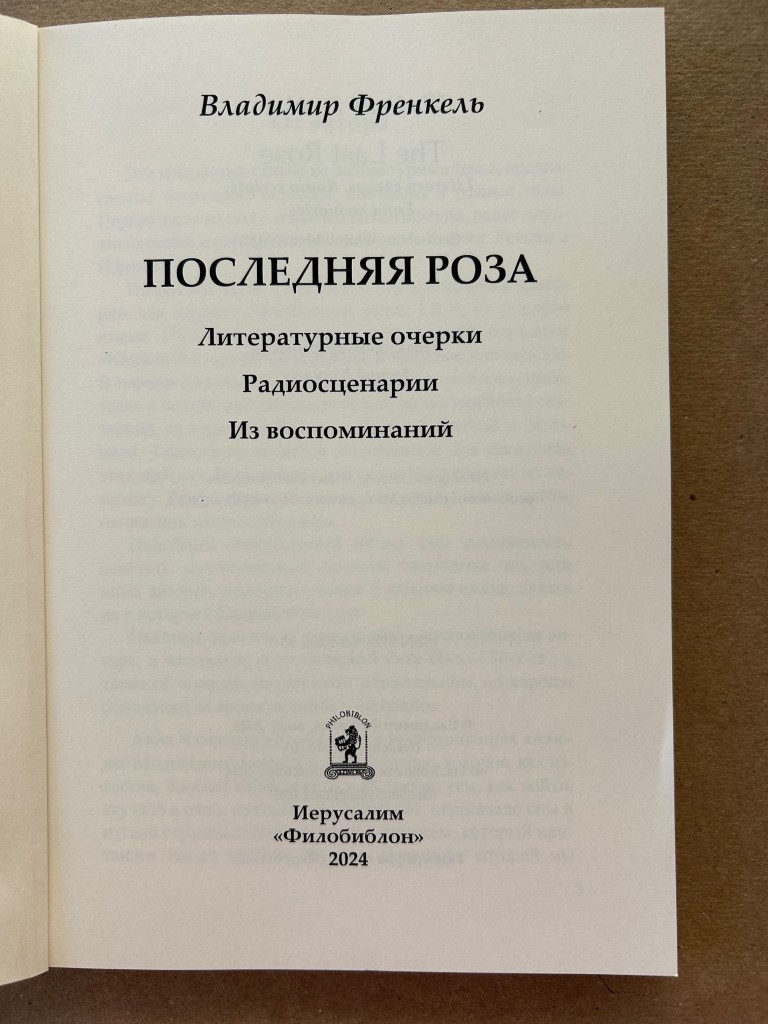 Владимир Френкель
ПОСЛЕДНЯЯ РОЗА
Литературные очерки
Радиосценарии
Из воспоминаний
PHILOBIBLON
Иерусалим
«Филобиблон»
2024